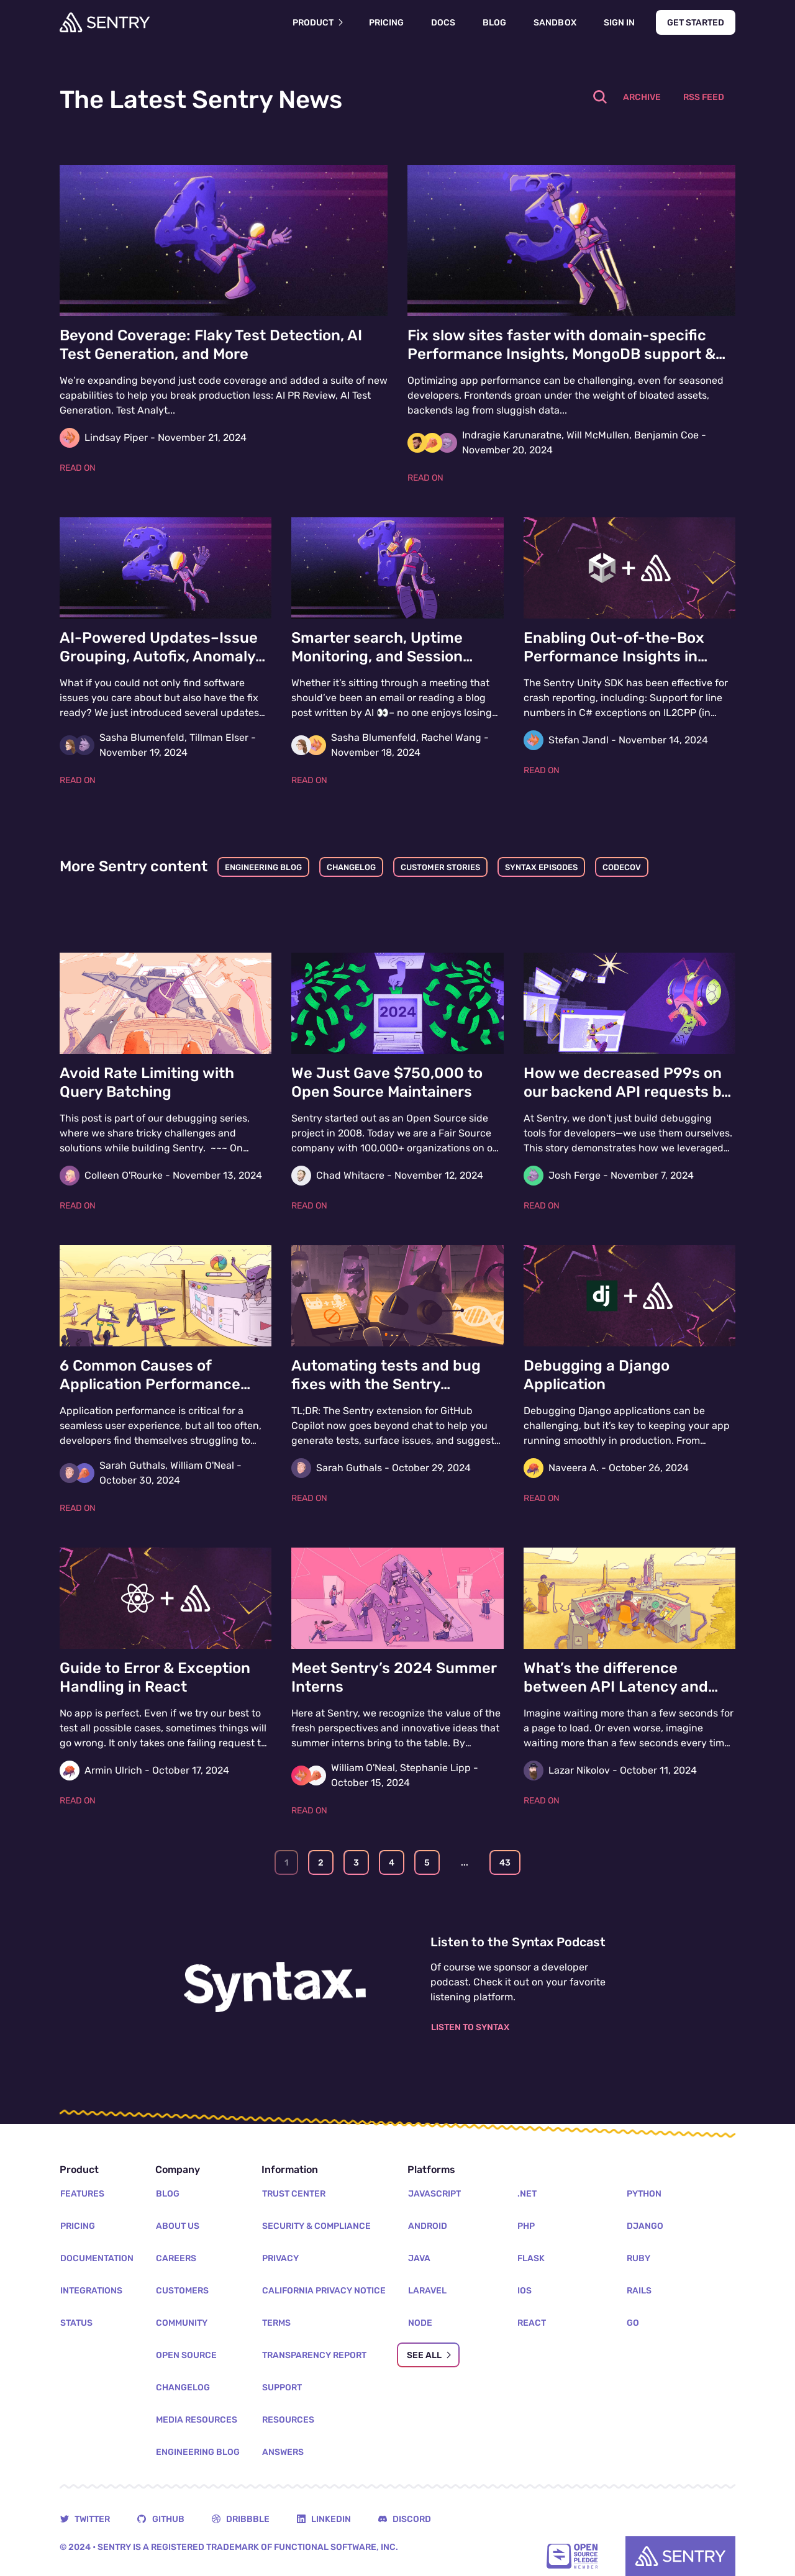 SENTRY
PRODUCT
PRICING
DOCS
BLOG
SANDBOX
SIGN IN
GET STARTED
The Latest Sentry News
ARCHIVE
RSS FEED
Beyond Coverage: Flaky Test Detection, AI
Test Generation, and More
We're expanding beyond just code coverage and added a suite of new
capabilities to help you break production less: AI PR Review, AI Test
Generation, Test Analyt...
Lindsay Piper - November 21, 2024
READ ON
Fix slow sites faster with domain-specific
Performance Insights, MongoDB support &...
Optimizing app performance can be challenging, even for seasoned
developers. Frontends groan under the weight of bloated assets,
backends lag from sluggish data...
Indragie Karunaratne, Will McMullen, Benjamin Coe -
November 20, 2024
READ ON
AI-Powered Updates–Issue
Grouping, Autofix, Anomaly...
What if you could not only find software
issues you care about but also have the fix
ready? We just introduced several updates...
Sasha Blumenfeld, Tillman Elser -
November 19, 2024
READ ON
Smarter search, Uptime
Monitoring, and Session...
Whether it's sitting through a meeting that
should've been an email or reading a blog
post written by AI 👀– no one enjoys losing...
Sasha Blumenfeld, Rachel Wang -
November 18, 2024
READ ON
Enabling Out-of-the-Box
Performance Insights in...
The Sentry Unity SDK has been effective for
crash reporting, including: Support for line
numbers in C# exceptions on IL2CPP (in...
Stefan Jandl - November 14, 2024
READ ON
More Sentry content
ENGINEERING BLOG
CHANGELOG
CUSTOMER STORIES
SYNTAX EPISODES
CODECOV
2024
Avoid Rate Limiting with
Query Batching
This post is part of our debugging series,
where we share tricky challenges and
solutions while building Sentry. ––– On...
Colleen O'Rourke - November 13, 2024
READ ON
We Just Gave $750,000 to
Open Source Maintainers
Sentry started out as an Open Source side
project in 2008. Today we are a Fair Source
company with 100,000+ organizations on o...
Chad Whitacre - November 12, 2024
READ ON
How we decreased P99s on
our backend API requests b...
At Sentry, we don't just build debugging
tools for developers—we use them ourselves.
This story demonstrates how we leveraged...
Josh Ferge - November 7, 2024
READ ON
dj
6 Common Causes of
Application Performance...
Application performance is critical for a
seamless user experience, but all too often,
developers find themselves struggling to...
Sarah Guthals, William O'Neal -
October 30, 2024
READ ON
Automating tests and bug
fixes with the Sentry...
TL;DR: The Sentry extension for GitHub
Copilot now goes beyond chat to help you
generate tests, surface issues, and suggest...
Sarah Guthals - October 29, 2024
READ ON
Debugging a Django
Application
Debugging Django applications can be
challenging, but it's key to keeping your app
running smoothly in production. From...
Naveera A. - October 26, 2024
READ ON
Guide to Error & Exception
Handling in React
No app is perfect. Even if we try our best to
test all possible cases, sometimes things will
go wrong. It only takes one failing request t...
Armin Ulrich - October 17, 2024
READ ON
Meet Sentry's 2024 Summer
Interns
Here at Sentry, we recognize the value of the
fresh perspectives and innovative ideas that
summer interns bring to the table. By...
William O'Neal, Stephanie Lipp -
October 15, 2024
READ ON
What's the difference
between API Latency and...
Imagine waiting more than a few seconds for
a page to load. Or even worse, imagine
waiting more than a few seconds every tim...
Lazar Nikolov - October 11, 2024
READ ON
1
2
3
4
5
...
43
Syntax.
Listen to the Syntax Podcast
Of course we sponsor a developer
podcast. Check it out on your favorite
listening platform.
LISTEN TO SYNTAX
Product
FEATURES
PRICING
DOCUMENTATION
INTEGRATIONS
STATUS
Company
BLOG
ABOUT US
CAREERS
CUSTOMERS
COMMUNITY
OPEN SOURCE
CHANGELOG
MEDIA RESOURCES
ENGINEERING BLOG
Information
TRUST CENTER
SECURITY & COMPLIANCE
PRIVACY
CALIFORNIA PRIVACY NOTICE
TERMS
TRANSPARENCY REPORT
SUPPORT
RESOURCES
ANSWERS
Platforms
JAVASCRIPT
ANDROID
JAVA
LARAVEL
NODE
.NET
PHP
FLASK
IOS
REACT
PYTHON
DJANGO
RUBY
RAILS
GO
SEE ALL
TWITTER
GITHUB
DRIBBBLE
LINKEDIN
DISCORD
© 2024 • SENTRY IS A REGISTERED TRADEMARK OF FUNCTIONAL SOFTWARE, INC.
OPEN
SOURCE
PLEDGE
MEMBER
SENTRY